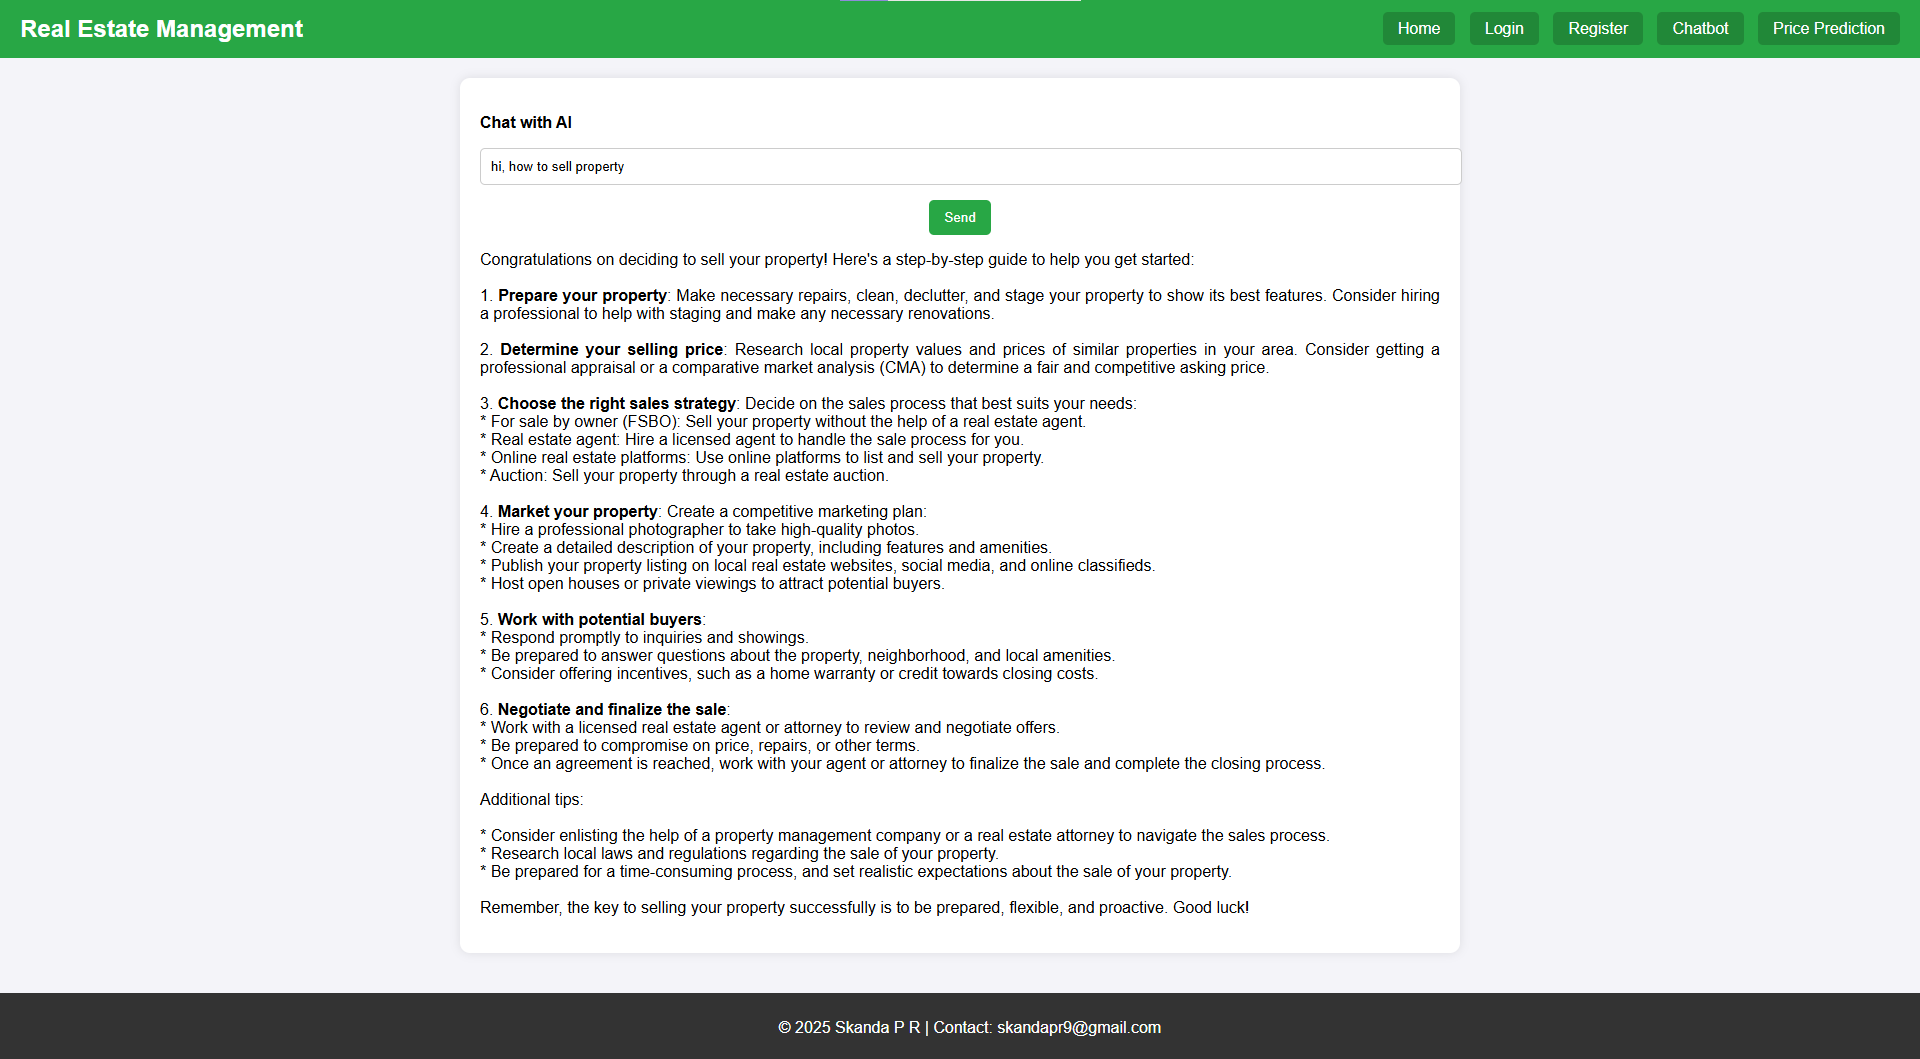 Real Estate Management
Home Login Register Chatbot Price Prediction
Chat with AI
hi, how to sell property
Send
Congratulations on deciding to sell your property! Here's a step-by-step guide to help you get started:
1. Prepare your property: Make necessary repairs, clean, declutter, and stage your property to show its best features. Consider hiring
a professional to help with staging and make any necessary renovations.
2. Determine your selling price: Research local property values and prices of similar properties in your area. Consider getting a
professional appraisal or a comparative market analysis (CMA) to determine a fair and competitive asking price.
3. Choose the right sales strategy: Decide on the sales process that best suits your needs:
* For sale by owner (FSBO): Sell your property without the help of a real estate agent.
* Real estate agent: Hire a licensed agent to handle the sale process for you.
* Online real estate platforms: Use online platforms to list and sell your property.
* Auction: Sell your property through a real estate auction.
4. Market your property: Create a competitive marketing plan:
* Hire a professional photographer to take high-quality photos.
* Create a detailed description of your property, including features and amenities.
* Publish your property listing on local real estate websites, social media, and online classifieds.
* Host open houses or private viewings to attract potential buyers.
5. Work with potential buyers:
* Respond promptly to inquiries and showings.
* Be prepared to answer questions about the property, neighborhood, and local amenities.
* Consider offering incentives, such as a home warranty or credit towards closing costs.
6. Negotiate and finalize the sale:
* Work with a licensed real estate agent or attorney to review and negotiate offers.
* Be prepared to compromise on price, repairs, or other terms.
* Once an agreement is reached, work with your agent or attorney to finalize the sale and complete the closing process.
Additional tips:
* Consider enlisting the help of a property management company or a real estate attorney to navigate the sales process.
* Research local laws and regulations regarding the sale of your property.
* Be prepared for a time-consuming process, and set realistic expectations about the sale of your property.
Remember, the key to selling your property successfully is to be prepared, flexible, and proactive. Good luck!
© 2025 Skanda P R | Contact: skandapr9@gmail.com